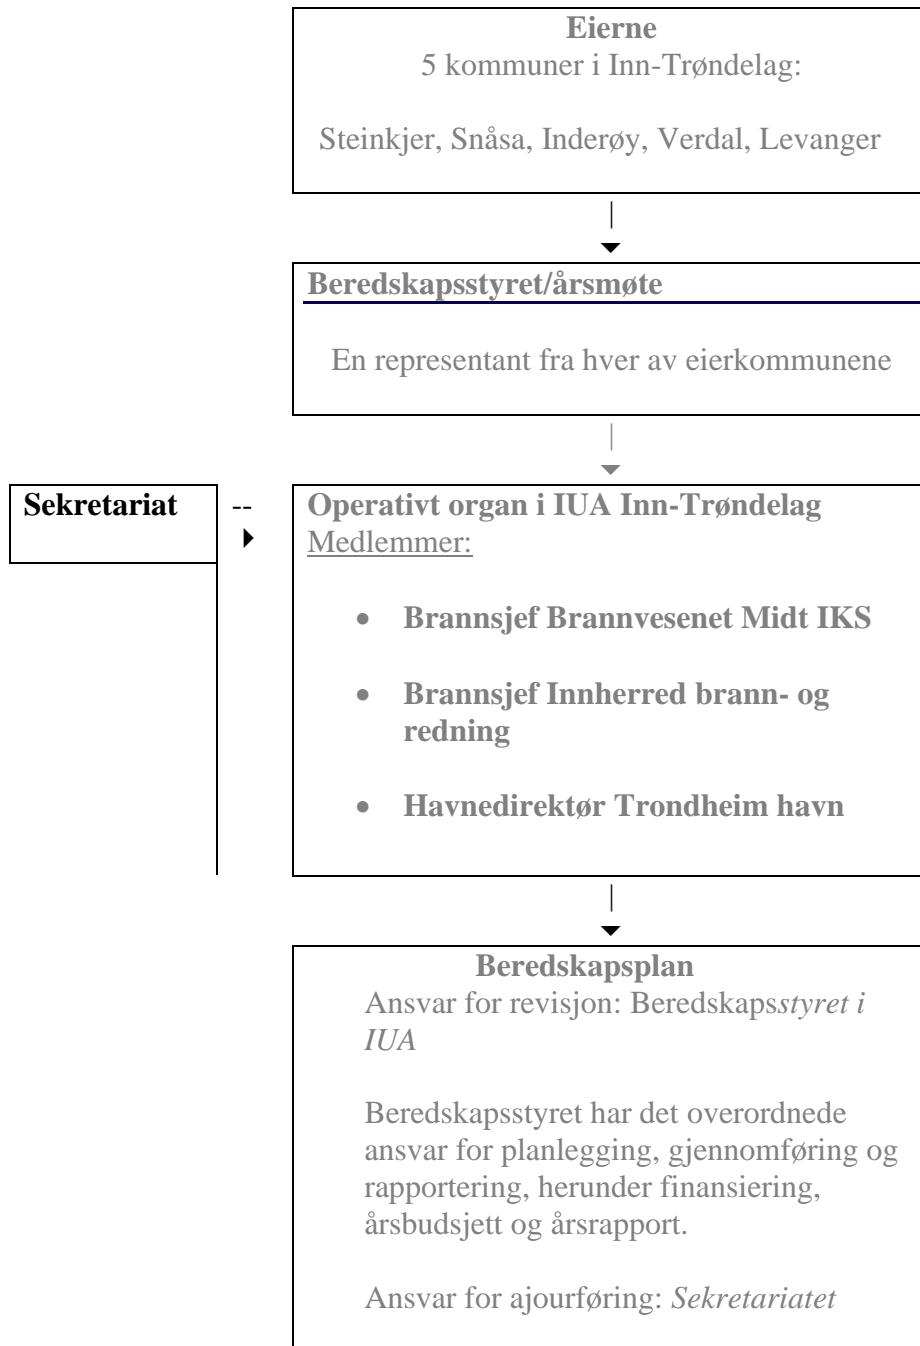 Eierne
5 kommuner i Inn-Trøndelag:
Steinkjer, Snåsa, Inderøy, Verdal, Levanger
Beredskapsstyret/årsmøte
En representant fra hver av eierkommunene
Sekretariat
--
Operativt organ i IUA Inn-Trøndelag
Medlemmer:
• Brannsjef Brannvesenet Midt IKS
• Brannsjef Innherred brann- og
redning
• Havnedirektør Trondheim havn
Beredskapsplan
Ansvar for revisjon: Beredskapsstyret i
IUA
Beredskapsstyret har det overordnede
ansvar for planlegging, gjennomføring og
rapportering, herunder finansiering,
årsbudsjett og årsrapport.
Ansvar for ajourføring: Sekretariatet